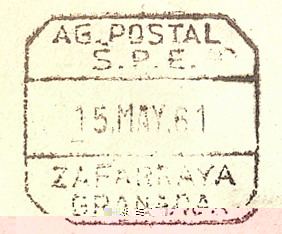 AG. POSTAL
S. P. E.
15.MAY.61
ZAFARRAYA
GRANADA